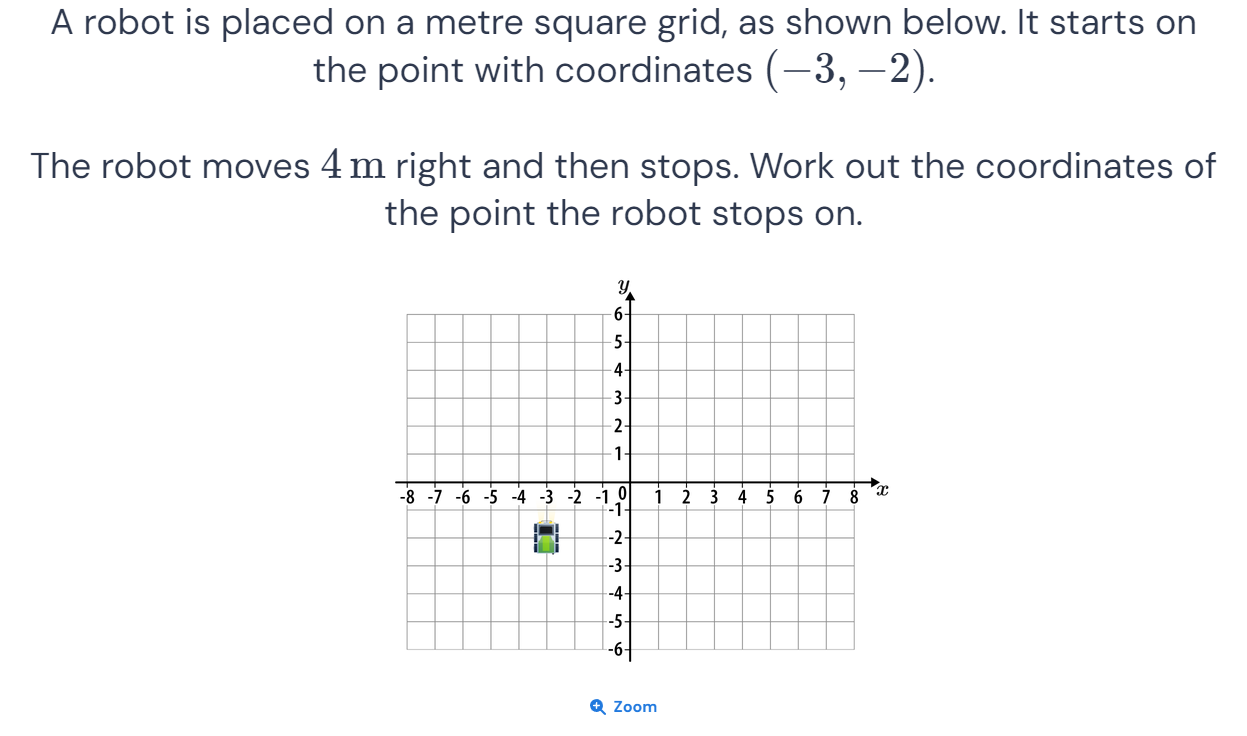 A robot is placed on a metre square grid, as shown below. It starts on
the point with coordinates (−3, −2).
The robot moves 4 m right and then stops. Work out the coordinates of
the point the robot stops on.
y
6
5
4
3
2
1
-8 -7 -6 -5 -4 -3 -2 -1 0 1 2 3 4 5 6 7 8 x
-1
-2
-3
-4
-5
-6
Zoom